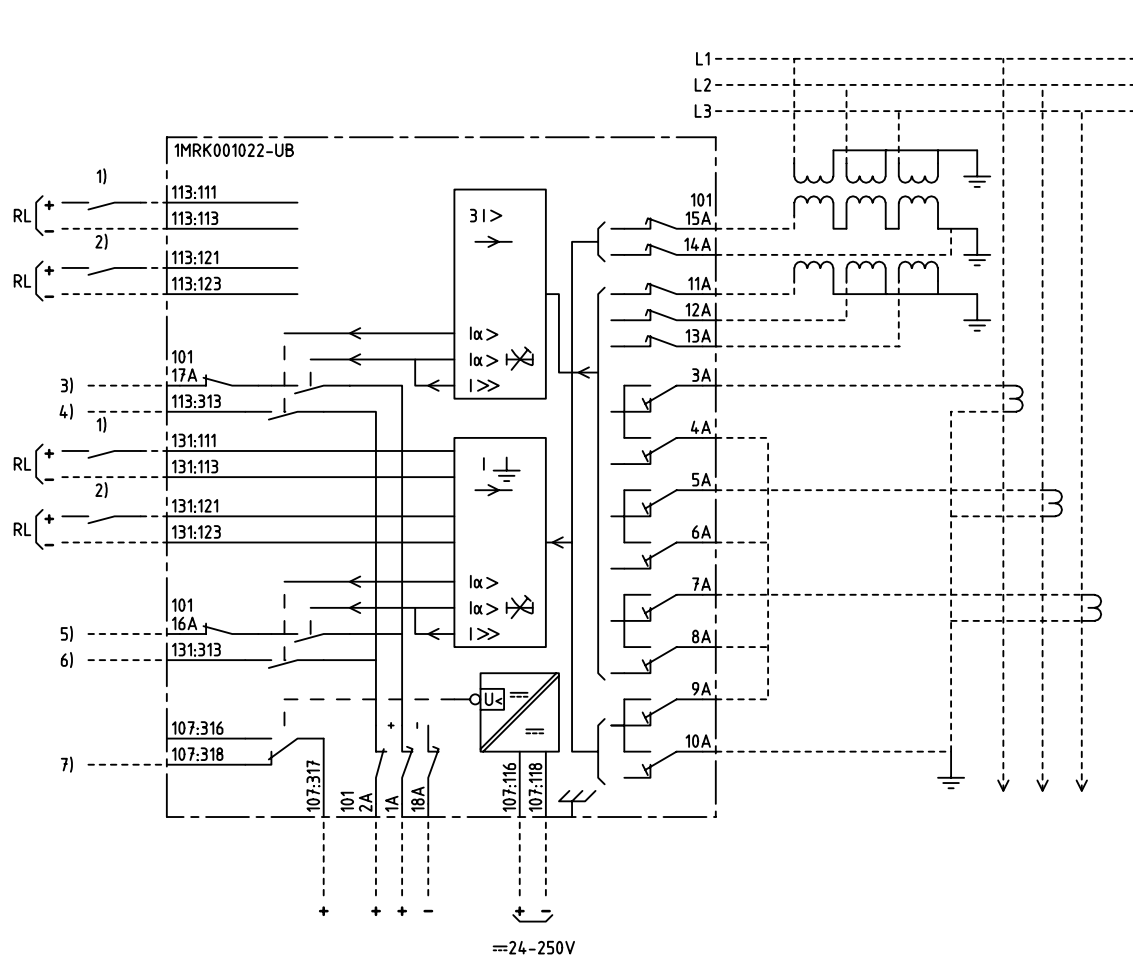 L1
L2
L3
1MRK001022-UB
1)
113:111
RL + 
113:113
-
2)
113:121
RL +
113:123
-
3I>
101
15A
14A
11A
12A
13A
Iα>
Iα>
I>>
101
3) 17A
4) 113:313
3A
4A
1)
131:111
RL +
131:113
-
2)
131:121
RL +
131:123
-
I
5A
6A
Iα>
Iα>
I>>
101
5) 16A
6) 131:313
7A
8A
9A
10A
U<
+ -
107:316
7) 107:318
107:317
101
2A
1A
18A
107:116
107:118
+ + + - + -
24-250V